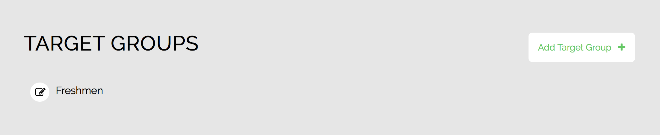 TARGET GROUPS
Add Target Group +
Freshmen